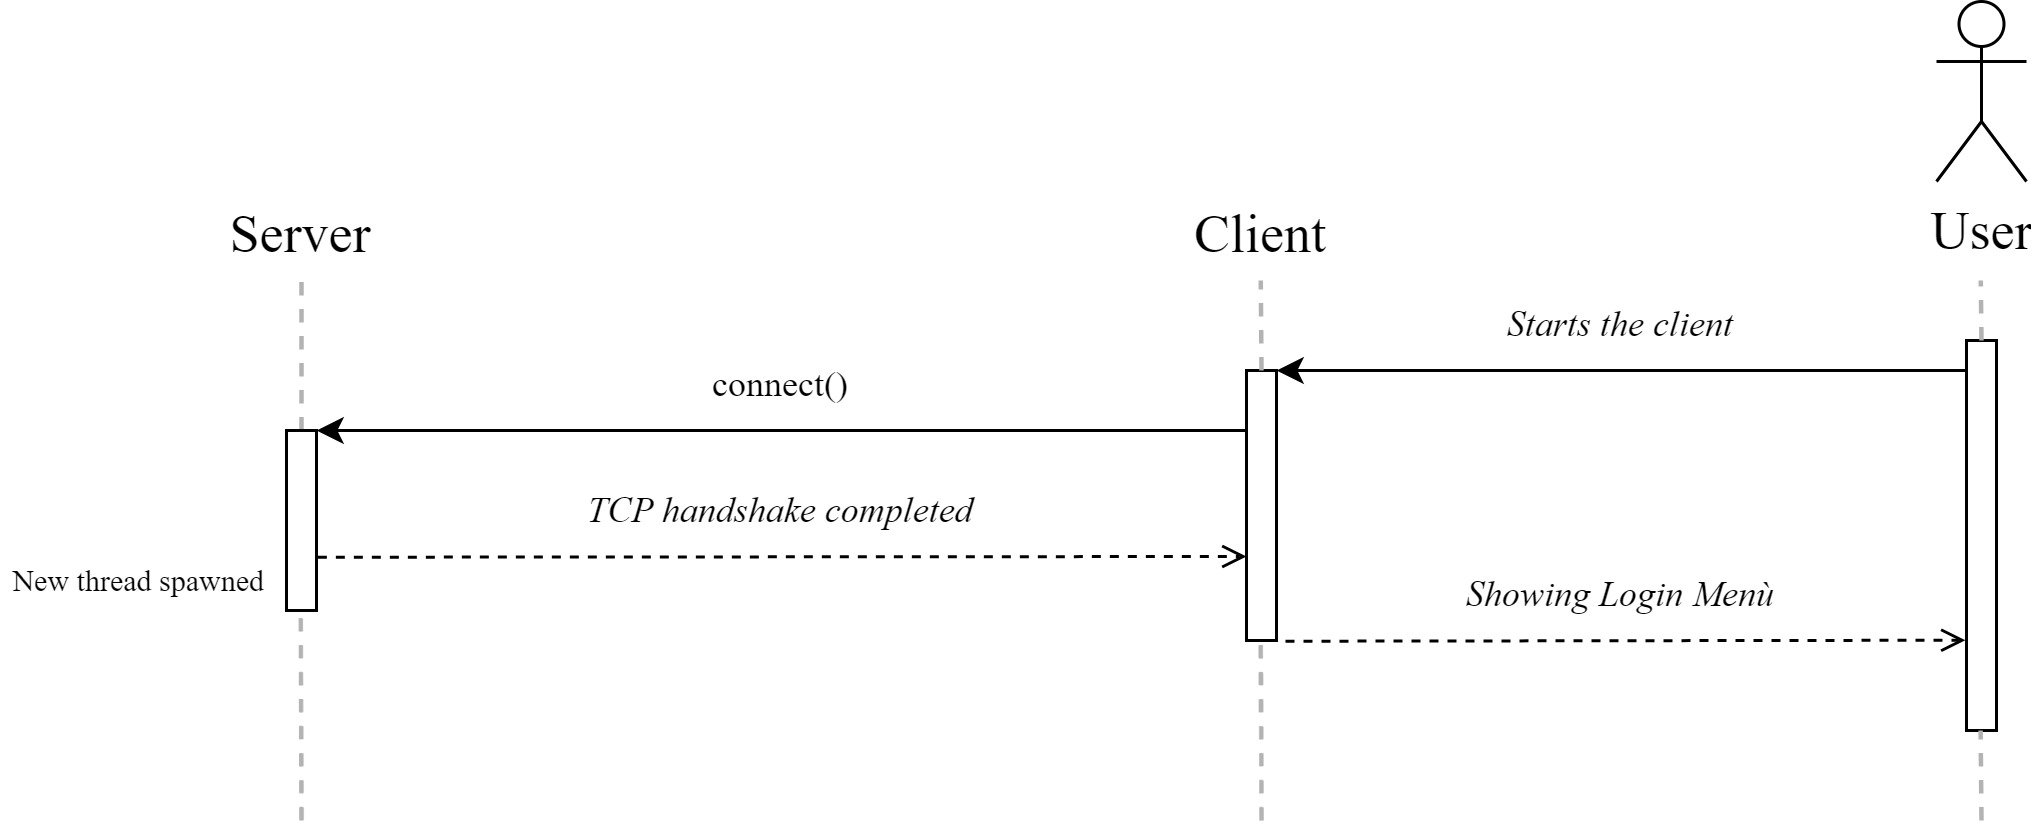 Server
Client
User
Starts the client
connect()
TCP handshake completed
New thread spawned
Showing Login Menù